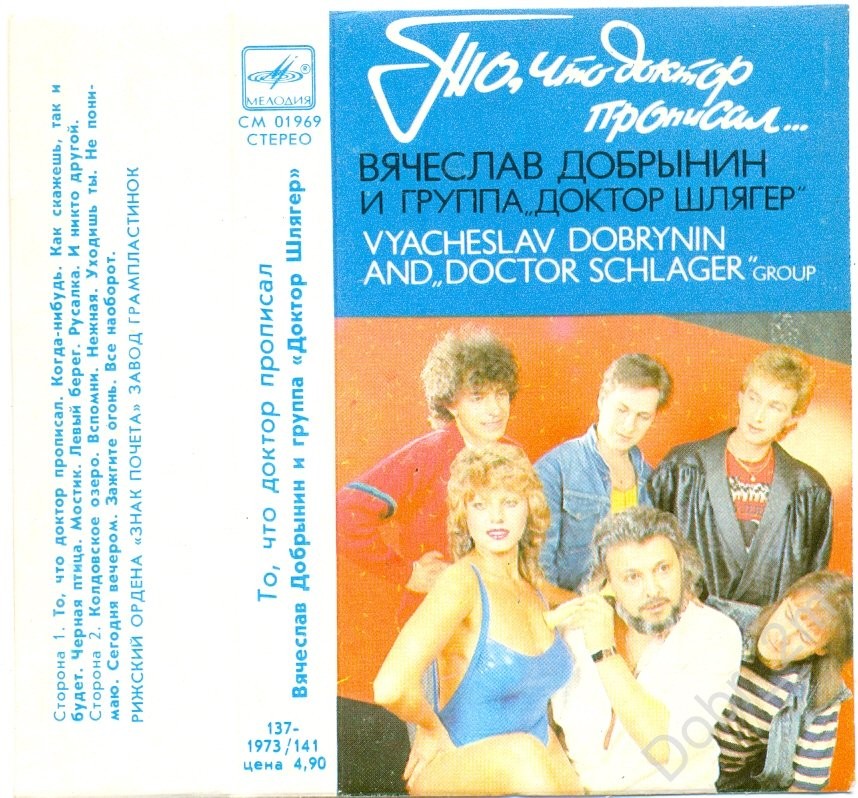 Сторона 1. То, что доктор прописал. Когда-нибудь. Как скажешь, так и
будет. Черная птица. Мостик. Левый берег. Русалка. И никто другой.
Сторона 2. Колдовское озеро. Вспомни. Нежная. Уходишь ты. Не пони-
маю. Сегодня вечером. Зажгите огонь. Все наоборот.
РИЖСКИЙ ОРДЕНА «ЗНАК ПОЧЕТА» ЗАВОД ГРАМПЛАСТИНОК
МЕЛОДИЯ
СМ 01969
СТЕРЕО
То, что доктор прописал
Вячеслав Добрынин и группа «Доктор Шлягер»
137-
1973/141
цена 4,90
То, что доктор
прописал...
ВЯЧЕСЛАВ ДОБРЫНИН
И ГРУППА „ДОКТОР ШЛЯГЕР“
VYACHESLAV DOBRYNIN
AND „DOCTOR SCHLAGER“ GROUP